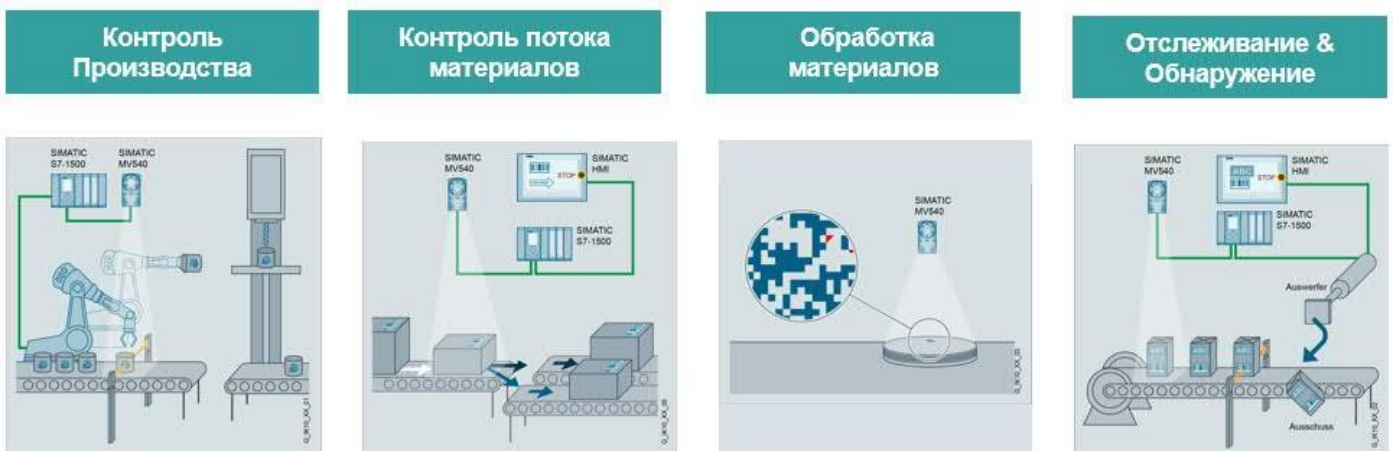 Контроль
Производства
Контроль потока
материалов
Обработка
материалов
Отслеживание &
Обнаружение
SIMATIC
S7-1500
SIMATIC
MV540
G_IK10_XX_01
SIMATIC
MV540
SIMATIC
HMI
STOP
SIMATIC
S7-1500
SIMATIC
MV540
SIMATIC
MV540
SIMATIC
HMI
ABC
STOP
SIMATIC
S7-1500
Auswerfer
Ausschuss